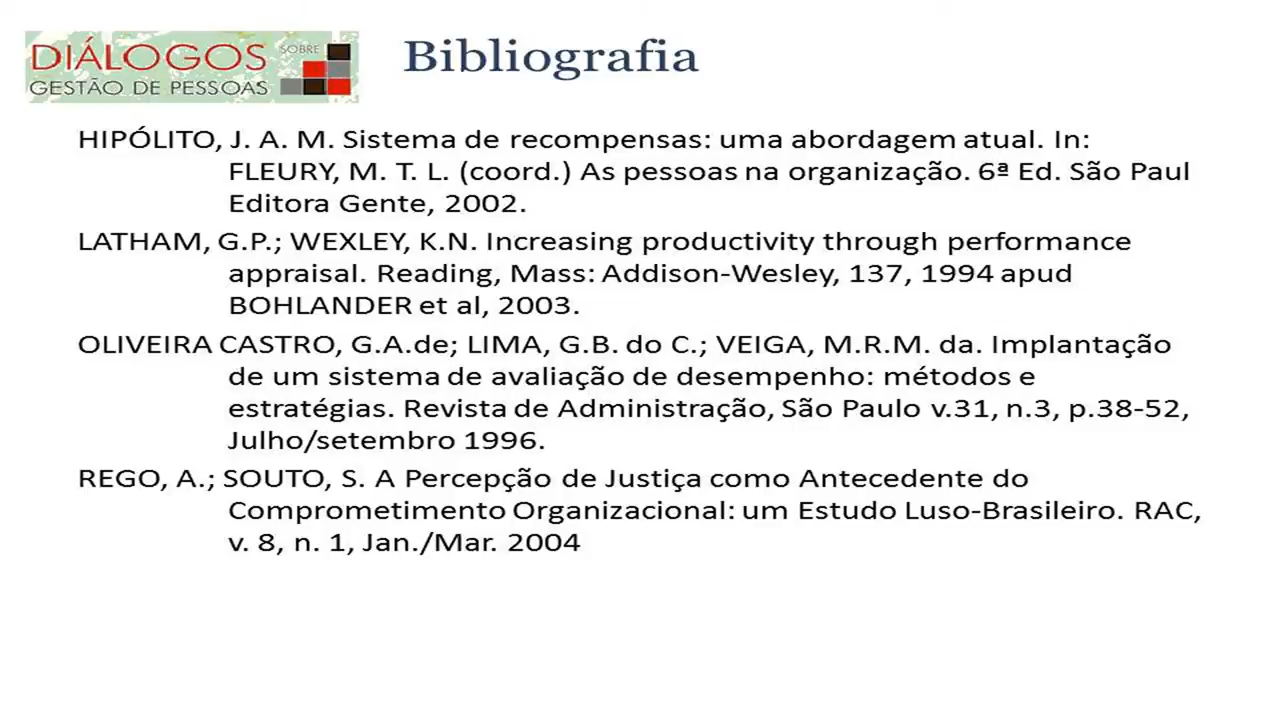 DIÁLOGOS SOBRE
GESTÃO DE PESSOAS
Bibliografia
HIPÓLITO, J. A. M. Sistema de recompensas: uma abordagem atual. In:
FLEURY, M. T. L. (coord.) As pessoas na organização. 6ª Ed. São Paul
Editora Gente, 2002.
LATHAM, G.P.; WEXLEY, K.N. Increasing productivity through performance
appraisal. Reading, Mass: Addison-Wesley, 137, 1994 apud
BOHLANDER et al, 2003.
OLIVEIRA CASTRO, G.A.de; LIMA, G.B. do C.; VEIGA, M.R.M. da. Implantação
de um sistema de avaliação de desempenho: métodos e
estratégias. Revista de Administração, São Paulo v.31, n.3, p.38-52,
Julho/setembro 1996.
REGO, A.; SOUTO, S. A Percepção de Justiça como Antecedente do
Comprometimento Organizacional: um Estudo Luso-Brasileiro. RAC,
v. 8, n. 1, Jan./Mar. 2004